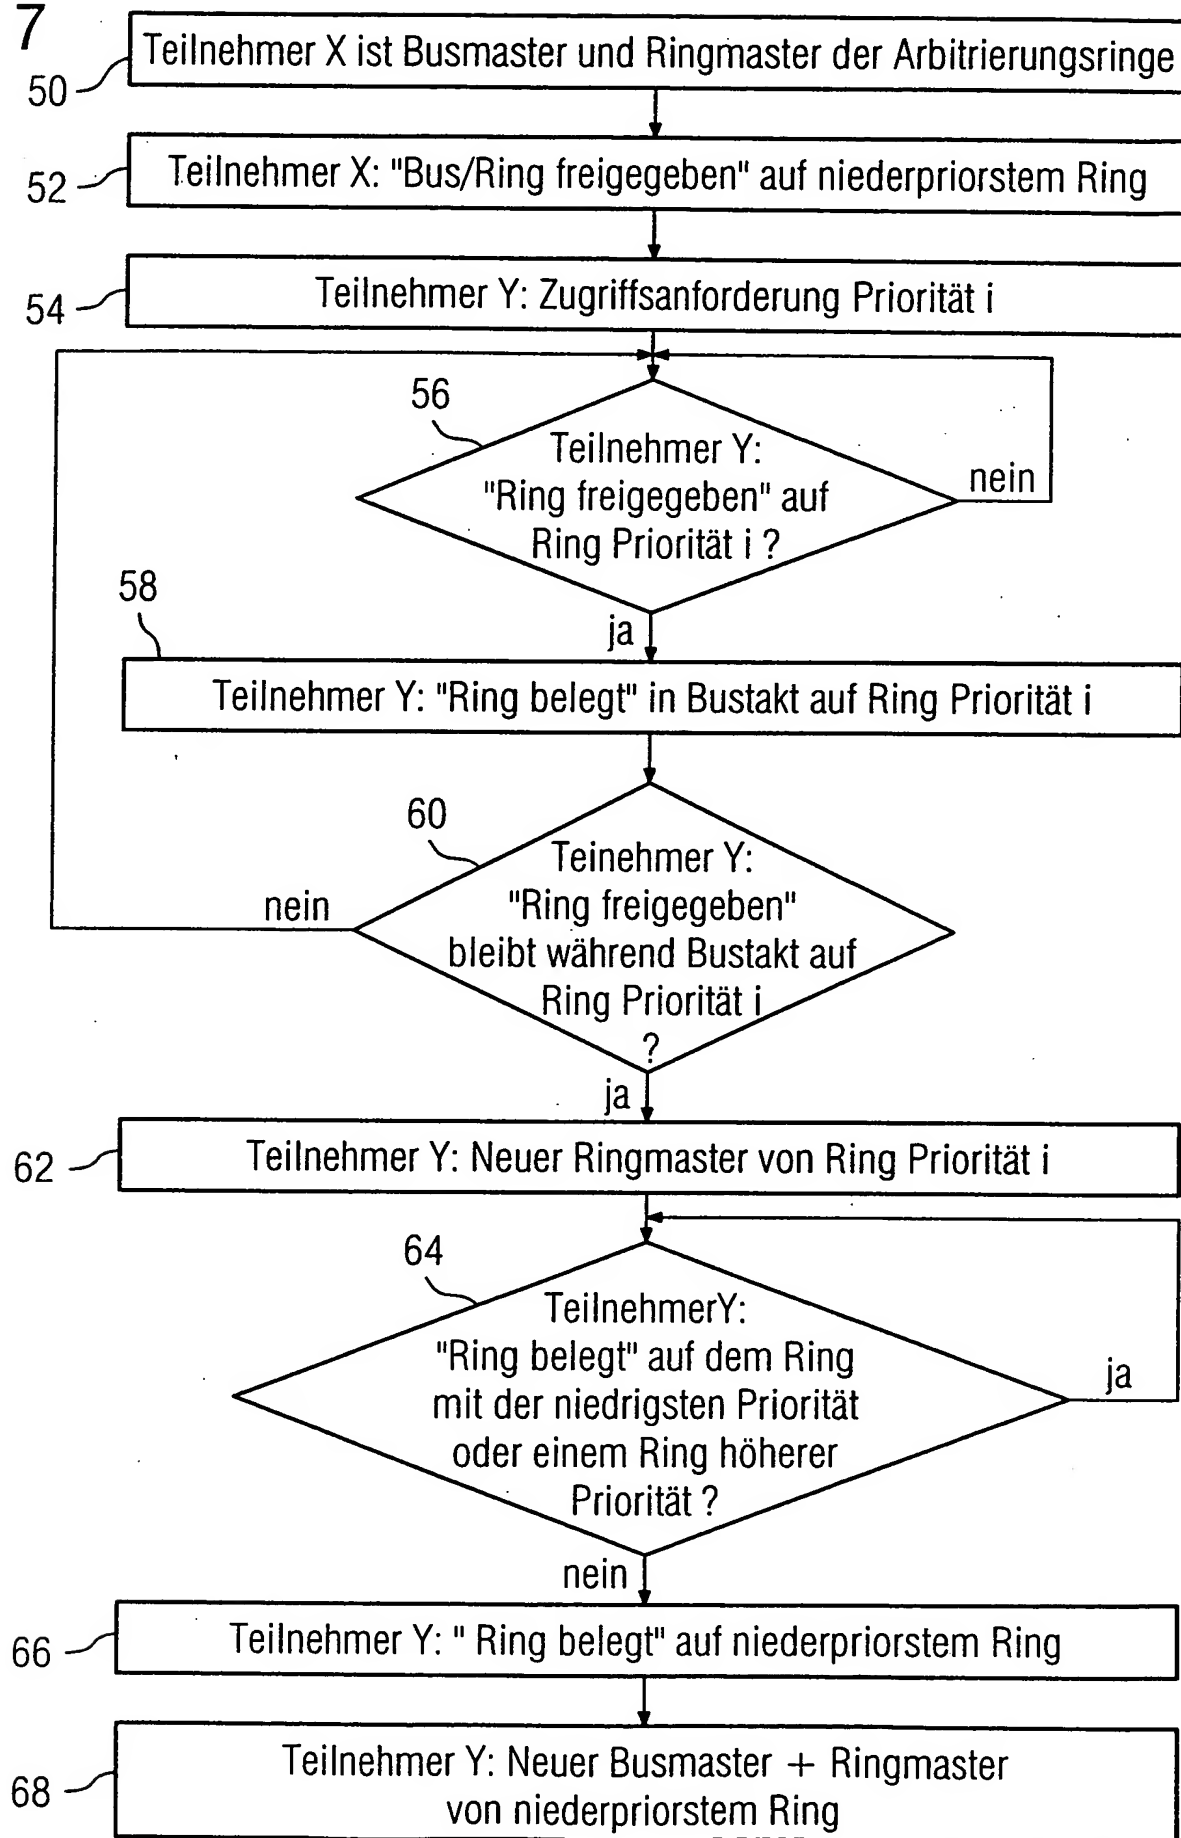 7
Teilnehmer X ist Busmaster und Ringmaster der Arbitrierungsringe
50
Teilnehmer X: "Bus/Ring freigegeben" auf niederpriorstem Ring
52
Teilnehmer Y: Zugriffsanforderung Priorität i
54
56
Teilnehmer Y:
"Ring freigegeben" auf
Ring Priorität i ?
nein
58
ja
Teilnehmer Y: "Ring belegt" in Bustakt auf Ring Priorität i
60
Teinehmer Y:
"Ring freigegeben"
bleibt während Bustakt auf
Ring Priorität i
?
nein
ja
Teilnehmer Y: Neuer Ringmaster von Ring Priorität i
62
64
TeilnehmerY:
"Ring belegt" auf dem Ring
mit der niedrigsten Priorität
oder einem Ring höherer
Priorität ?
ja
nein
Teilnehmer Y: " Ring belegt" auf niederpriorstem Ring
66
Teilnehmer Y: Neuer Busmaster + Ringmaster
von niederpriorstem Ring
68